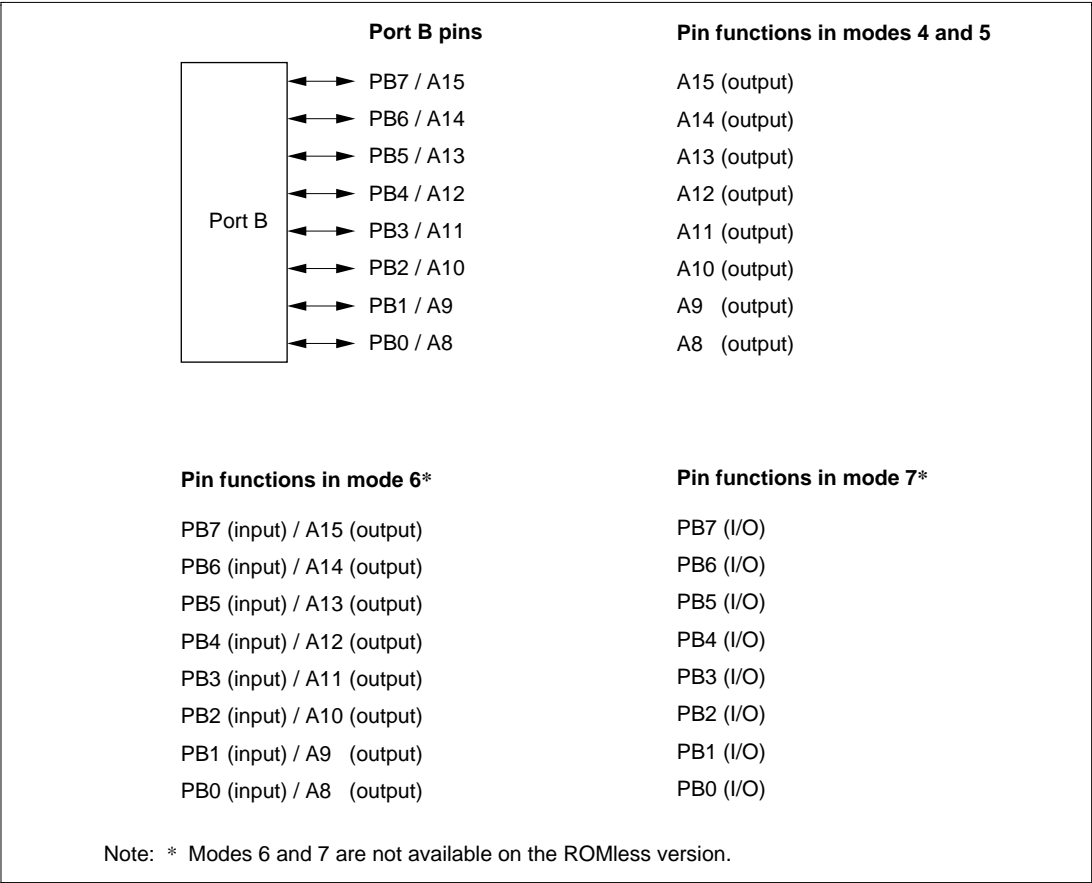 Port B pins Pin functions in modes 4 and 5
PB7 / A15 A15 (output)
PB6 / A14 A14 (output)
PB5 / A13 A13 (output)
PB4 / A12 A12 (output)
Port B
PB3 / A11 A11 (output)
PB2 / A10 A10 (output)
PB1 / A9 A9 (output)
PB0 / A8 A8 (output)
Pin functions in mode 6* Pin functions in mode 7*
PB7 (input) / A15 (output) PB7 (I/O)
PB6 (input) / A14 (output) PB6 (I/O)
PB5 (input) / A13 (output) PB5 (I/O)
PB4 (input) / A12 (output) PB4 (I/O)
PB3 (input) / A11 (output) PB3 (I/O)
PB2 (input) / A10 (output) PB2 (I/O)
PB1 (input) / A9 (output) PB1 (I/O)
PB0 (input) / A8 (output) PB0 (I/O)
Note: * Modes 6 and 7 are not available on the ROMless version.